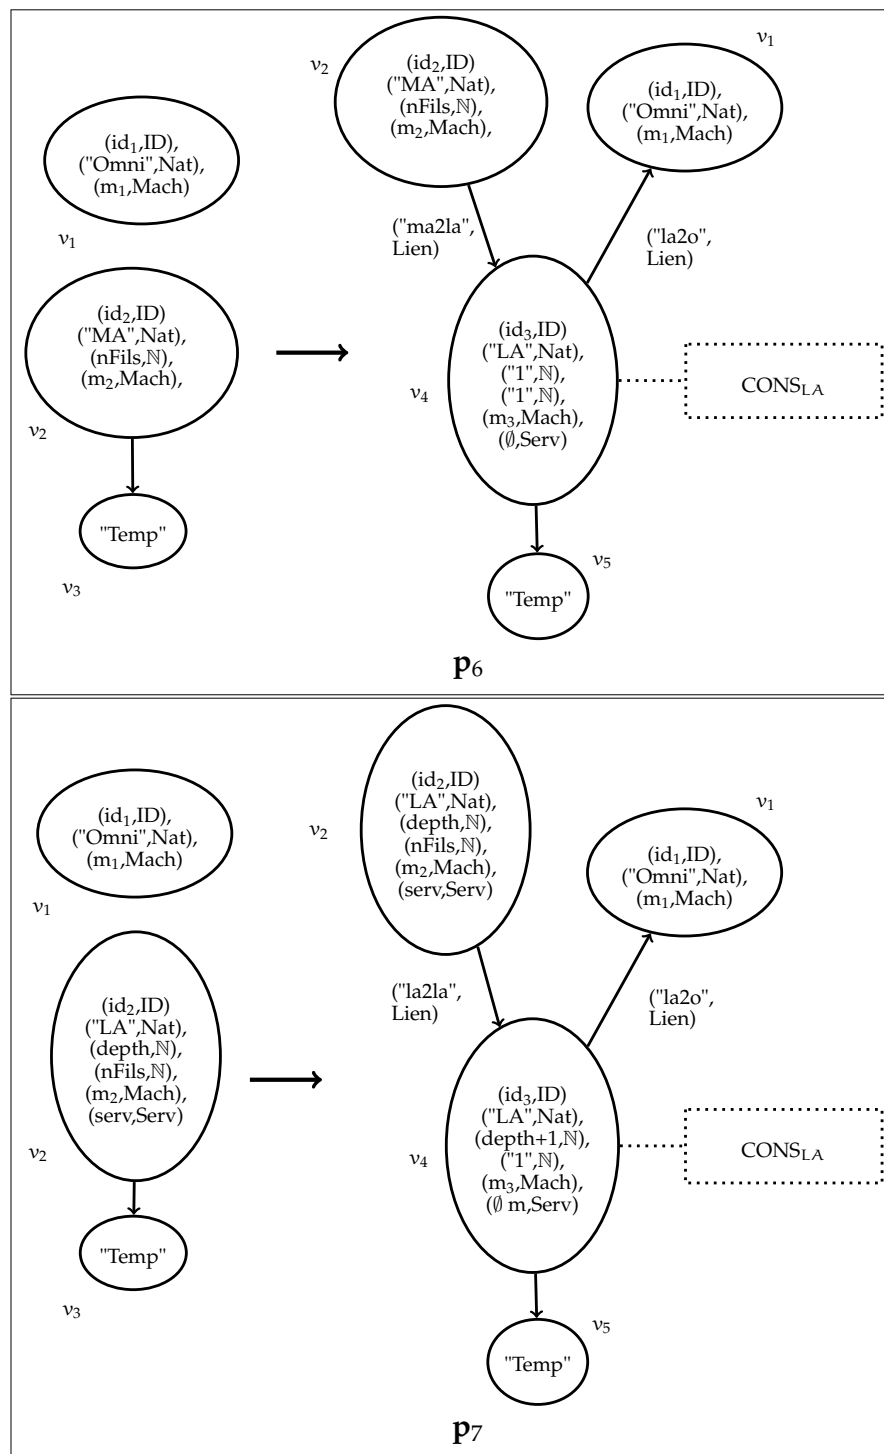 (id₁,ID),
("Omni",Nat),
(m₁,Mach)
v₁
(id₂,ID)
("MA",Nat),
(nFils,ℕ),
(m₂,Mach),
v₂
"Temp"
v₃
v₂
(id₂,ID)
("MA",Nat),
(nFils,ℕ),
(m₂,Mach),
v₁
(id₁,ID),
("Omni",Nat),
(m₁,Mach)
("ma2la",
Lien)
("la2o",
Lien)
(id₃,ID)
("LA",Nat),
("1",ℕ),
("1",ℕ),
(m₃,Mach),
(∅,Serv)
v₄
CONS_LA
v₅
"Temp"
p₆
(id₁,ID),
("Omni",Nat),
(m₁,Mach)
v₁
(id₂,ID)
("LA",Nat),
(depth,ℕ),
(nFils,ℕ),
(m₂,Mach),
(serv,Serv)
v₂
"Temp"
v₃
(id₂,ID)
("LA",Nat),
(depth,ℕ),
(nFils,ℕ),
(m₂,Mach),
(serv,Serv)
v₂
v₁
(id₁,ID),
("Omni",Nat),
(m₁,Mach)
("la2la",
Lien)
("la2o",
Lien)
(id₃,ID)
("LA",Nat),
(depth+1,ℕ),
("1",ℕ),
(m₃,Mach),
(∅ m,Serv)
v₄
CONS_LA
v₅
"Temp"
p₇